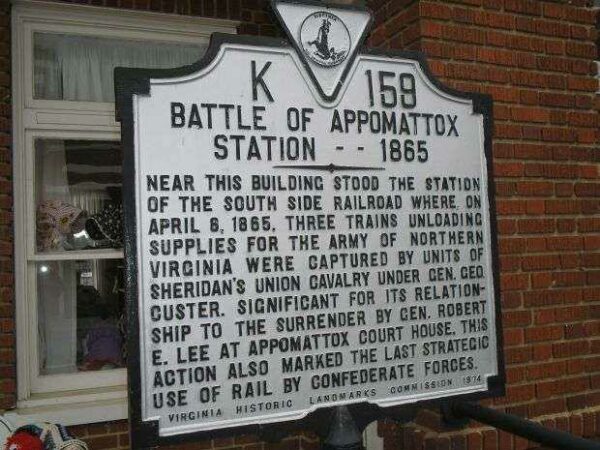 K 159
BATTLE OF APPOMATTOX
STATION - - 1865
NEAR THIS BUILDING STOOD THE STATION
OF THE SOUTH SIDE RAILROAD WHERE, ON
APRIL 8, 1865, THREE TRAINS UNLOADING
SUPPLIES FOR THE ARMY OF NORTHERN
VIRGINIA WERE CAPTURED BY UNITS OF
SHERIDAN'S UNION CAVALRY UNDER GEN. GEO.
CUSTER. SIGNIFICANT FOR ITS RELATION-
SHIP TO THE SURRENDER BY GEN. ROBERT
E. LEE AT APPOMATTOX COURT HOUSE, THIS
ACTION ALSO MARKED THE LAST STRATEGIC
USE OF RAIL BY CONFEDERATE FORCES.
VIRGINIA HISTORIC LANDMARKS COMMISSION 1974